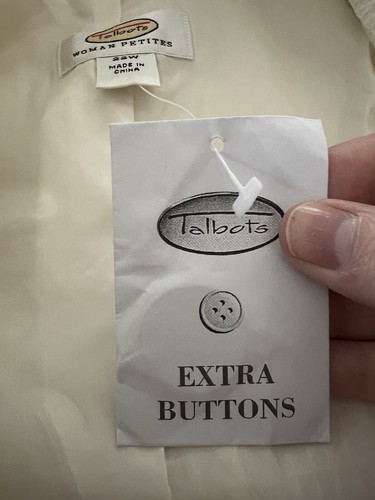 Talbots
WOMAN PETITES
22W
MADE IN
CHINA
Talbots
EXTRA
BUTTONS